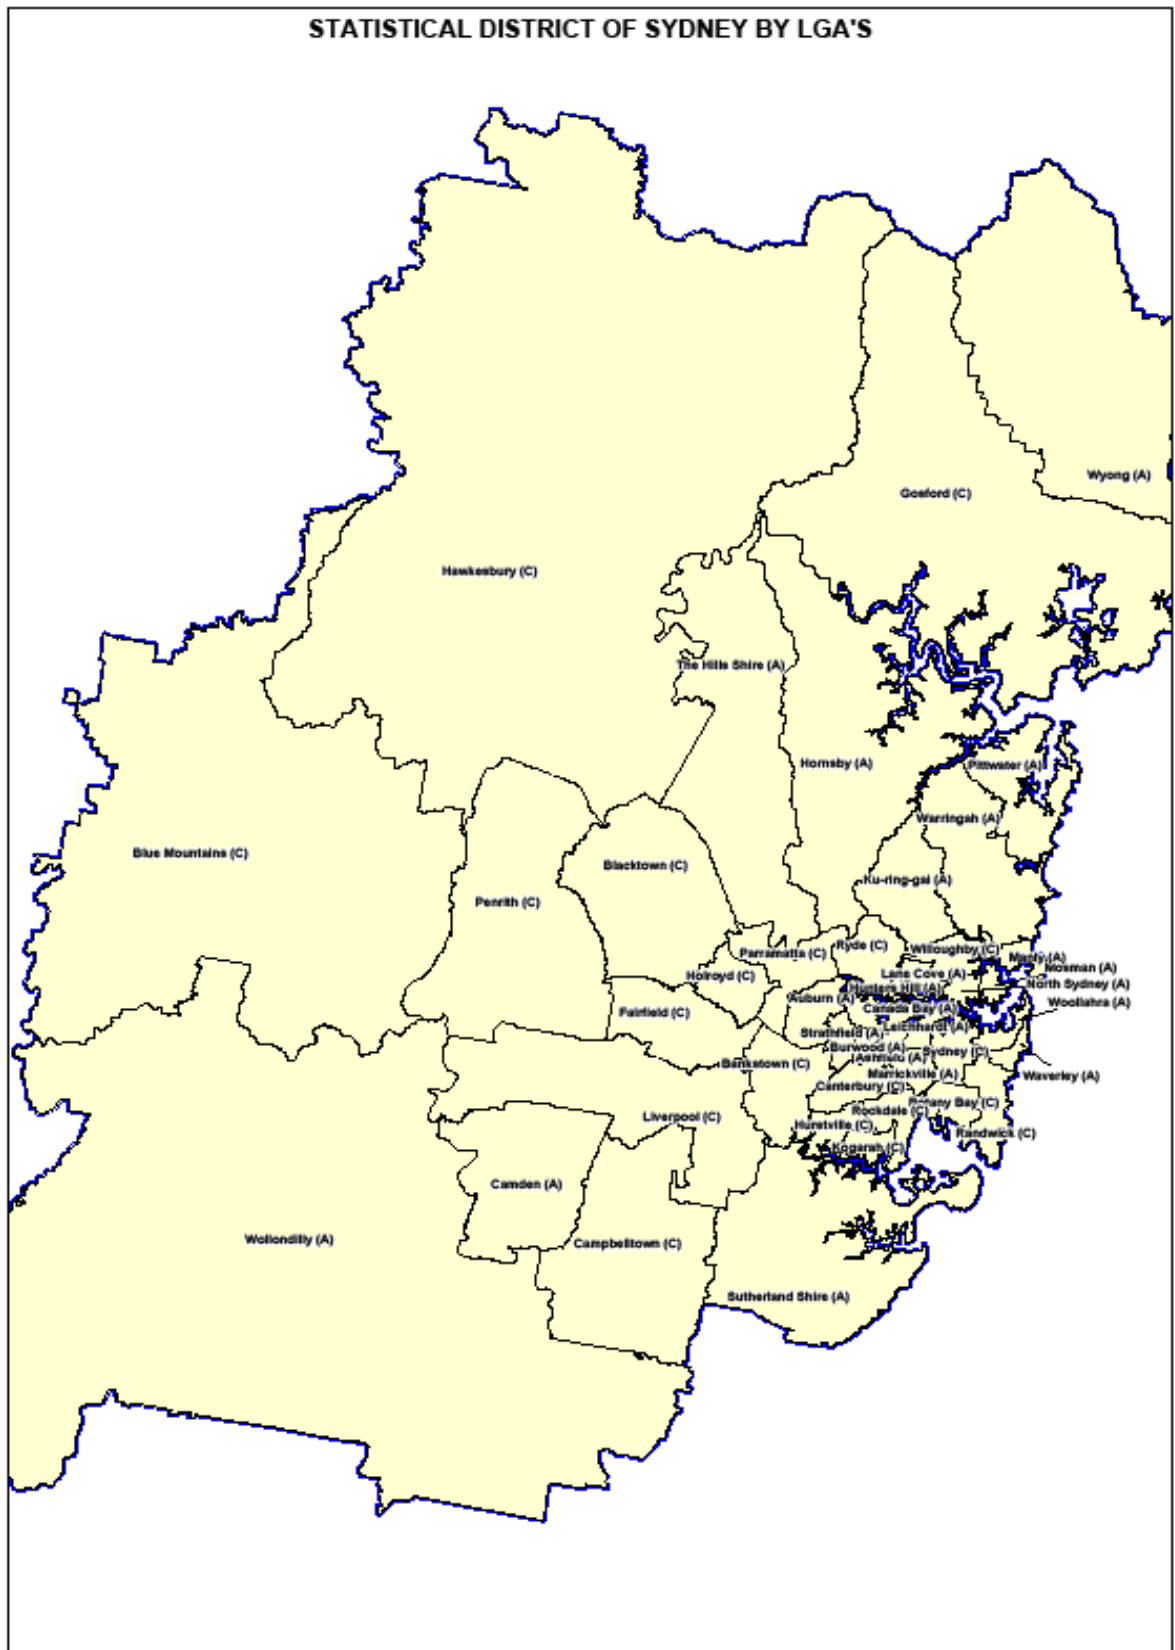 STATISTICAL DISTRICT OF SYDNEY BY LGA'S
Wyong (A)
Gosford (C)
Hawkesbury (C)
The Hills Shire (A)
Hornsby (A)
Pittwater (A)
Warringah (A)
Blue Mountains (C)
Blacktown (C)
Ku-ring-gai (A)
Penrith (C)
Ryde (C)
Willoughby (C)
Parramatta (C)
Manly (A)
Mosman (A)
Holroyd (C)
Lane Cove (A)
North Sydney (A)
Hunters Hill (A)
Auburn (A)
Woollahra (A)
Canada Bay (A)
Fairfield (C)
Leichhardt (A)
Strathfield (A)
Burwood (A)
Sydney (C)
Ashfield (A)
Bankstown (C)
Marrickville (A)
Waverley (A)
Canterbury (C)
Botany Bay (C)
Rockdale (C)
Liverpool (C)
Hurstville (C)
Randwick (C)
Kogarah (C)
Camden (A)
Wollondilly (A)
Campbelltown (C)
Sutherland Shire (A)